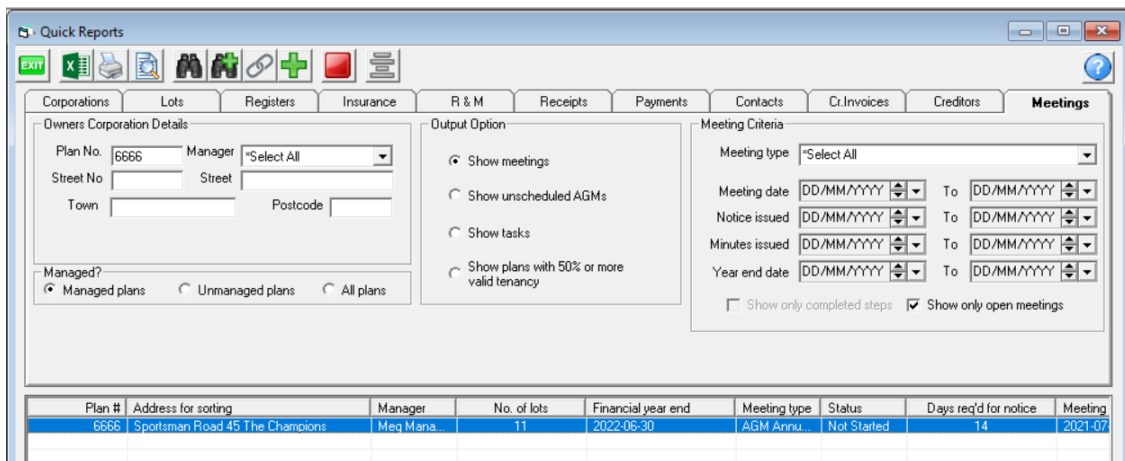 Quick Reports
EXIT
Corporations Lots Registers Insurance R & M Receipts Payments Contacts Cr.Invoices Creditors Meetings
Owners Corporation Details
Plan No. 6666 Manager *Select All
Street No Street
Town Postcode
Managed?
Managed plans Unmanaged plans All plans
Output Option
Show meetings
Show unscheduled AGMs
Show tasks
Show plans with 50% or more
valid tenancy
Meeting Criteria
Meeting type *Select All
Meeting date DD/MM/YYYY To DD/MM/YYYY
Notice issued DD/MM/YYYY To DD/MM/YYYY
Minutes issued DD/MM/YYYY To DD/MM/YYYY
Year end date DD/MM/YYYY To DD/MM/YYYY
Show only completed steps Show only open meetings
Plan # Address for sorting Manager No. of lots Financial year end Meeting type Status Days req'd for notice Meeting
6666 Sportsman Road 45 The Champions Meg Mana... 11 2022-06-30 AGM Annu... Not Started 14 2021-07-